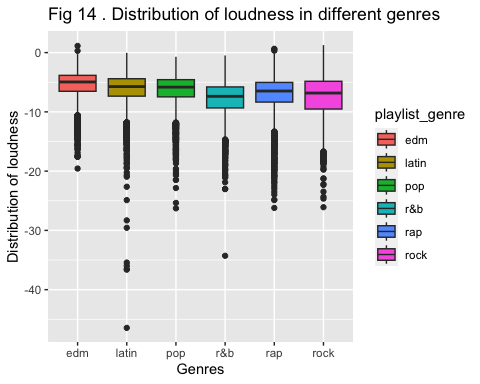 Fig 14 . Distribution of loudness in different genres
0
-10
-20
-30
-40
Distribution of loudness
edm
latin
pop
r&b
rap
rock
Genres
playlist_genre
edm
latin
pop
r&b
rap
rock